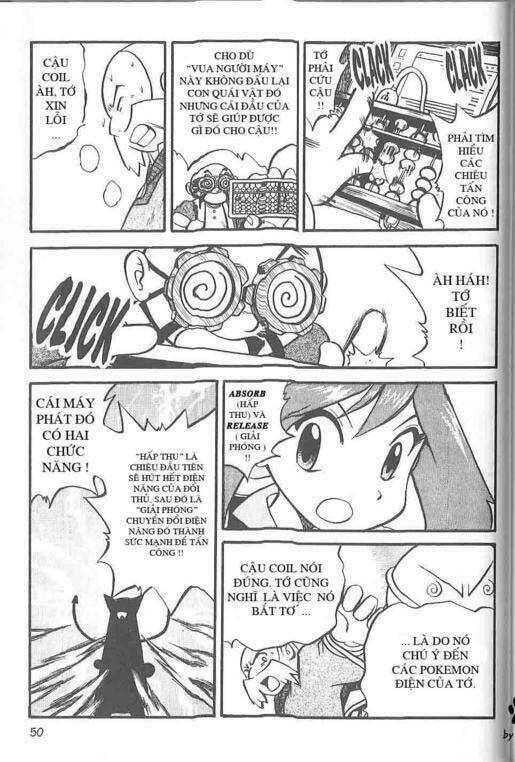 TỚ
PHẢI
CỨU
CẬU
!!
CLACK
CLACK
PHẢI TÌM
HIỂU
CÁC
CHIÊU
TẤN
CÔNG
CỦA NÓ !
CHO DÙ
"VUA NGƯỜI MÁY"
NÀY KHÔNG ĐẤU LẠI
CON QUÁI VẬT ĐÓ
NHƯNG CÁI ĐẦU CỦA
TỚ SẼ GIÚP ĐƯỢC
GÌ ĐÓ CHO CẬU!!
CẬU
COIL
ÀH, TỚ
XIN
LỖI
...
ÀH HÁH!
TỚ
BIẾT
RỒI
!
CLICK
ABSORB
(HẤP
THU) VÀ
RELEASE
( GIẢI
PHÓNG )
!!
CÁI MÁY
PHÁT ĐÓ
CÓ HAI
CHỨC
NĂNG !
"HẤP THU" LÀ
CHIÊU ĐẦU TIÊN
SẼ HÚT HẾT ĐIỆN
NĂNG CỦA ĐỐI
THỦ, SAU ĐÓ LÀ
"GIẢI PHÓNG"
CHUYỂN ĐỔI ĐIỆN
NĂNG ĐÓ THÀNH
SỨC MẠNH ĐỂ TẤN
CÔNG !!
CẬU COIL NÓI
ĐÚNG. TỚ CŨNG
NGHĨ LÀ VIỆC NÓ
BẮT TƠ ...
... LÀ DO NÓ
CHÚ Ý ĐẾN
CÁC POKEMON
ĐIỆN CỦA TỚ.
50
by